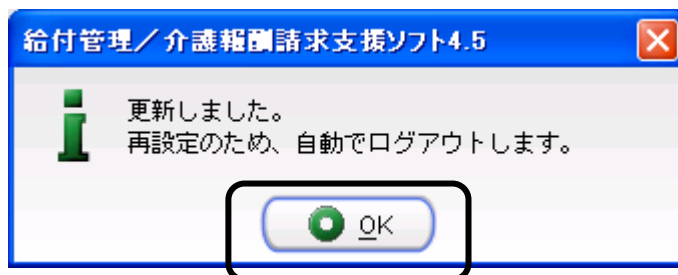 給付管理／介護報酬請求支援ソフト4.5
更新しました。
再設定のため、自動でログアウトします。
OK